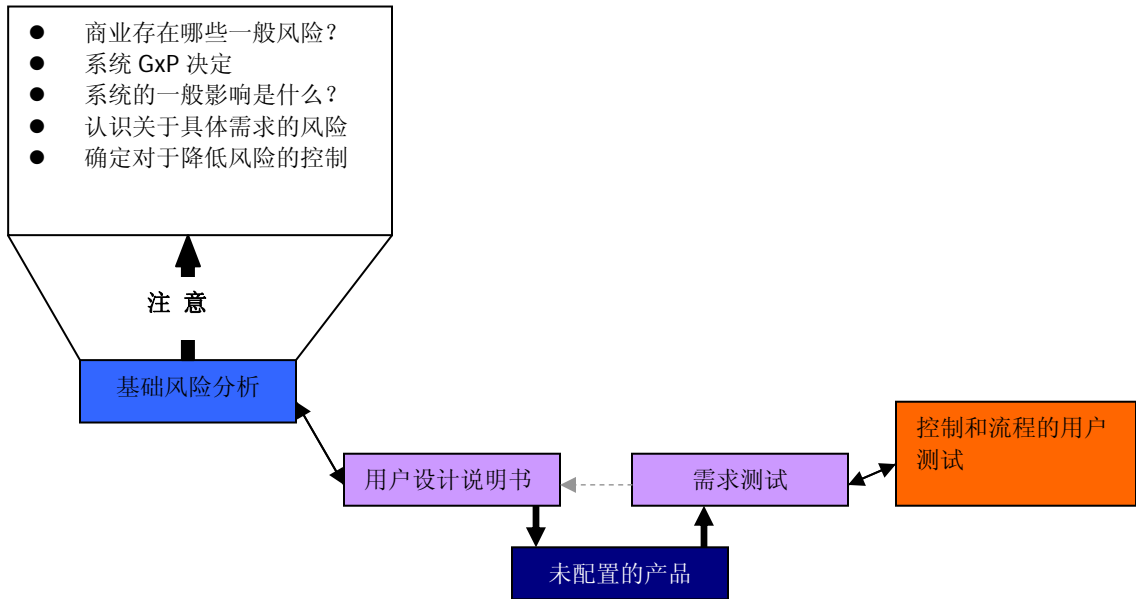 ● 商业存在哪些一般风险？
● 系统 GxP 决定
● 系统的一般影响是什么？
● 认识关于具体需求的风险
● 确定对于降低风险的控制
注 意
基础风险分析
控制和流程的用户
测试
用户设计说明书
需求测试
未配置的产品